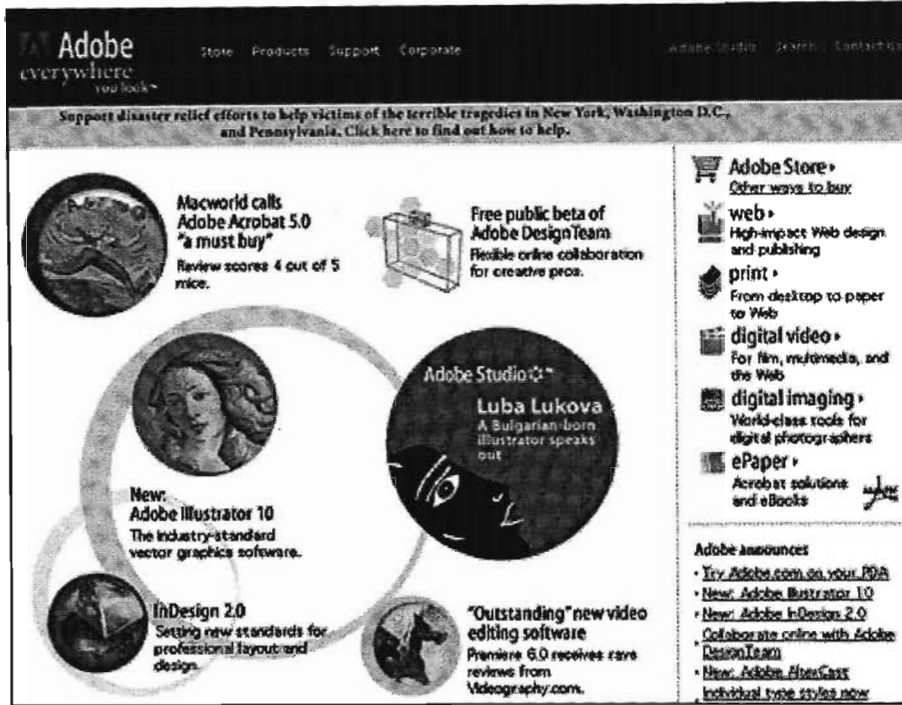 Adobe
everywhere
you look™
Store Products Support Corporate
Adobe Studio Search Contact us
Support disaster relief efforts to help victims of the terrible tragedies in New York, Washington D.C.,
and Pennsylvania. Click here to find out how to help.
Macworld calls
Adobe Acrobat 5.0
"a must buy"
Review scores 4 out of 5
mice.
Free public beta of
Adobe DesignTeam
Flexible online collaboration
for creative pros.
New:
Adobe Illustrator 10
The industry-standard
vector graphics software.
Adobe Studio
Luba Lukova
A Bulgarian-born
illustrator speaks
out
InDesign 2.0
Setting new standards for
professional layout and
design.
"Outstanding" new video
editing software
Premiere 6.0 receives rave
reviews from
Videography.com.
Adobe Store
Other ways to buy
web
High-impact Web design
and publishing
print
From desktop to paper
to Web
digital video
For film, multimedia, and
the Web
digital imaging
World-class tools for
digital photographers
ePaper
Acrobat solutions
and eBooks
Adobe announces
• Try Adobe.com on your PDA
• New: Adobe Illustrator 10
• New: Adobe InDesign 2.0
• Collaborate online with Adobe
DesignTeam
• New: Adobe AlterCast
• Individual type styles now